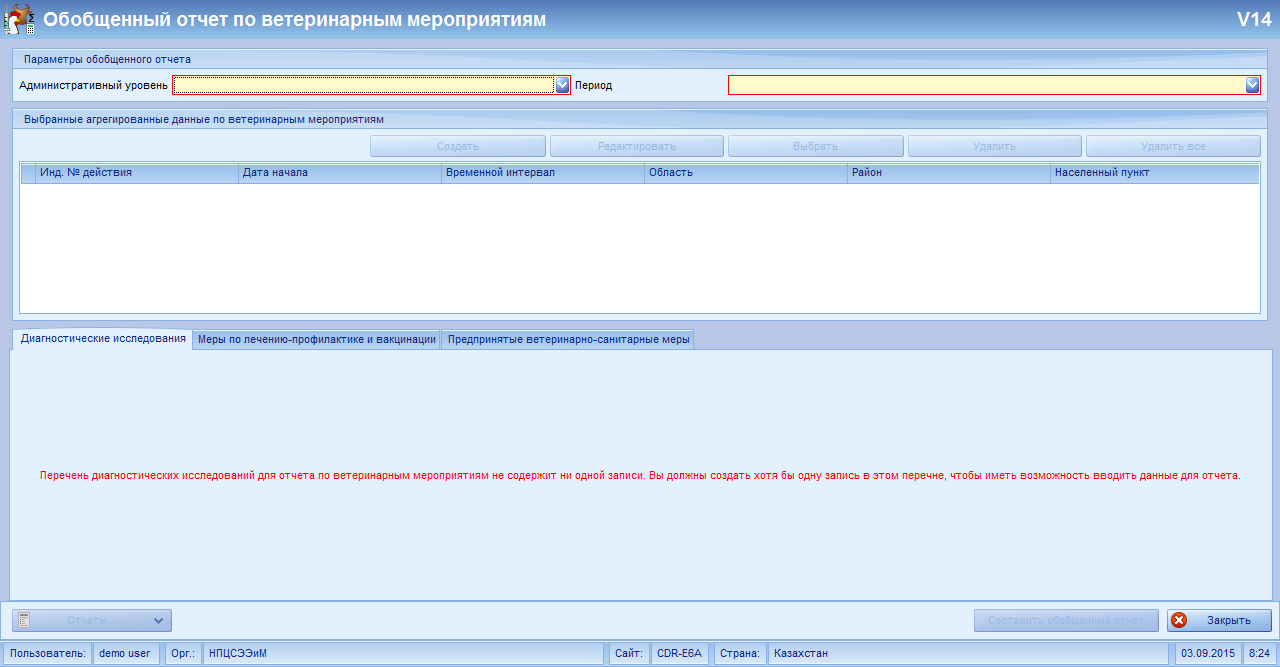 Обобщенный отчет по ветеринарным мероприятиям V14
Параметры обобщенного отчета
Административный уровень Период
Выбранные агрегированные данные по ветеринарным мероприятиям
Создать Редактировать Выбрать Удалить Удалить все
Инд. № действия Дата начала Временной интервал Область Район Населенный пункт
Диагностические исследования Меры по лечению-профилактике и вакцинации Предпринятые ветеринарно-санитарные меры
Перечень диагностических исследований для отчета по ветеринарным мероприятиям не содержит ни одной записи. Вы должны создать хотя бы одну запись в этом перечне, чтобы иметь возможность вводить данные для отчета.
Отчеты... Составить обобщенный отчет Закрыть
Пользователь: demo user Орг.: НПЦСЭЭиМ Сайт: CDR-E6A Страна: Казахстан 03.09.2015 8:24